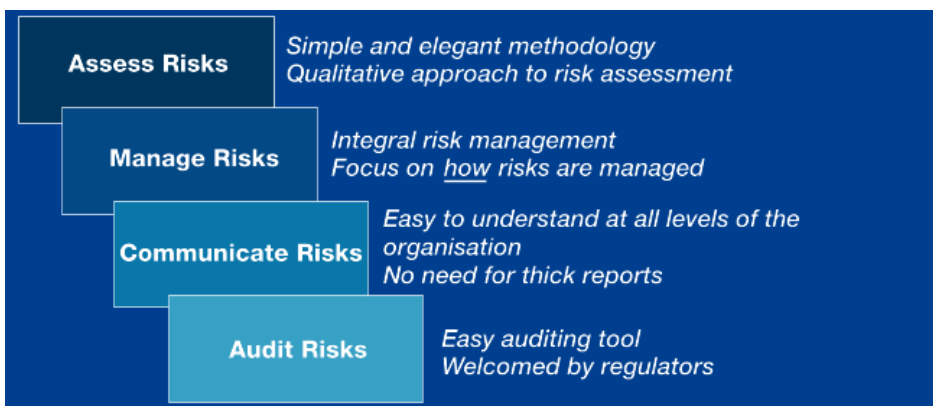 Assess Risks
Simple and elegant methodology
Qualitative approach to risk assessment
Manage Risks
Integral risk management
Focus on how risks are managed
Communicate Risks
Easy to understand at all levels of the
organisation
No need for thick reports
Audit Risks
Easy auditing tool
Welcomed by regulators